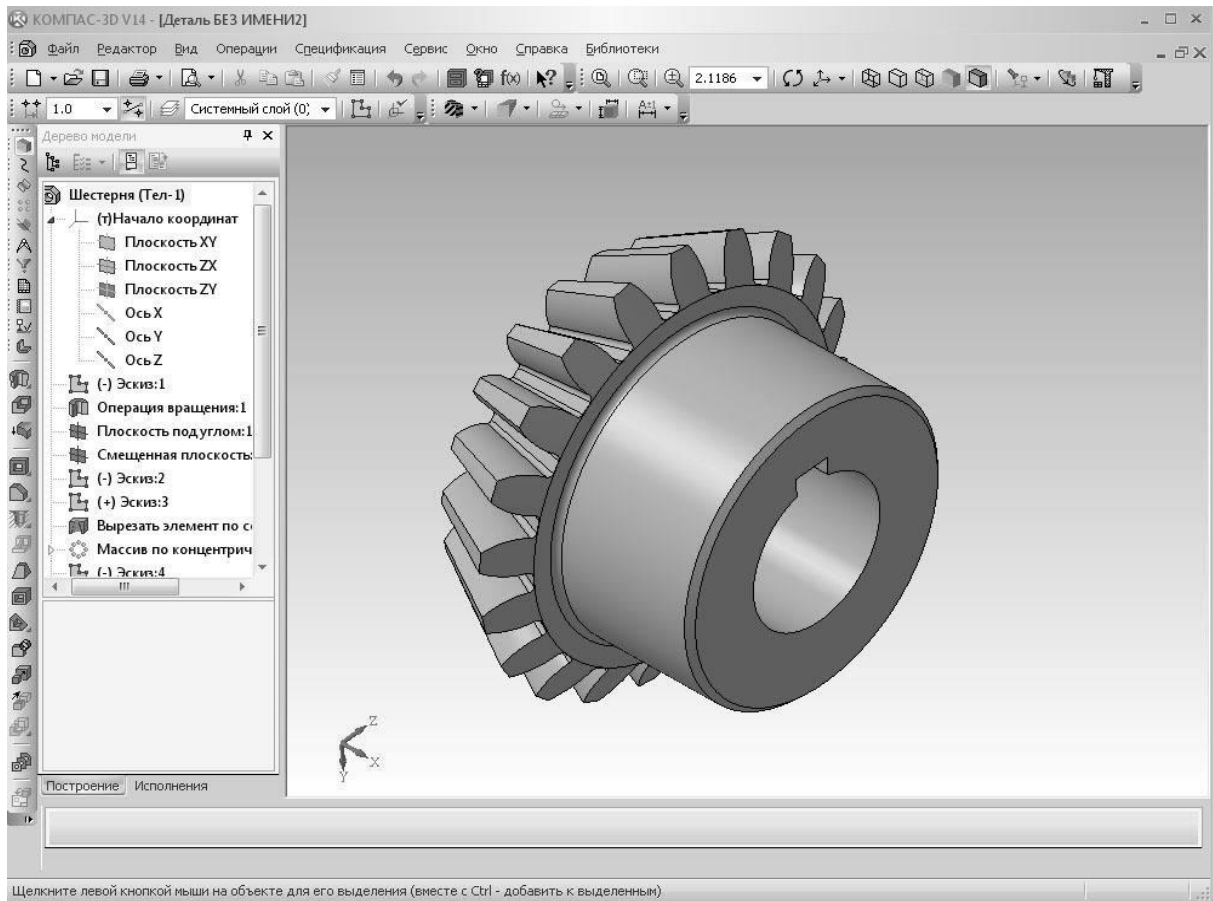 КОМПАС-3D V14 - [Деталь БЕЗ ИМЕНИ2]
Файл Редактор Вид Операции Спецификация Сервис Окно Справка Библиотеки
f(x) 2.1186
1.0 Системный слой (0)
Дерево модели
Шестерня (Тел-1)
(т)Начало координат
Плоскость XY
Плоскость ZX
Плоскость ZY
Ось X
Ось Y
Ось Z
(-) Эскиз:1
Операция вращения:1
Плоскость под углом:1
Смещенная плоскость:
(-) Эскиз:2
(+) Эскиз:3
Вырезать элемент по с
Массив по концентрич
(-) Эскиз:4
Z
X
Y
Построение Исполнения
Щелкните левой кнопкой мыши на объекте для его выделения (вместе с Ctrl - добавить к выделенным)